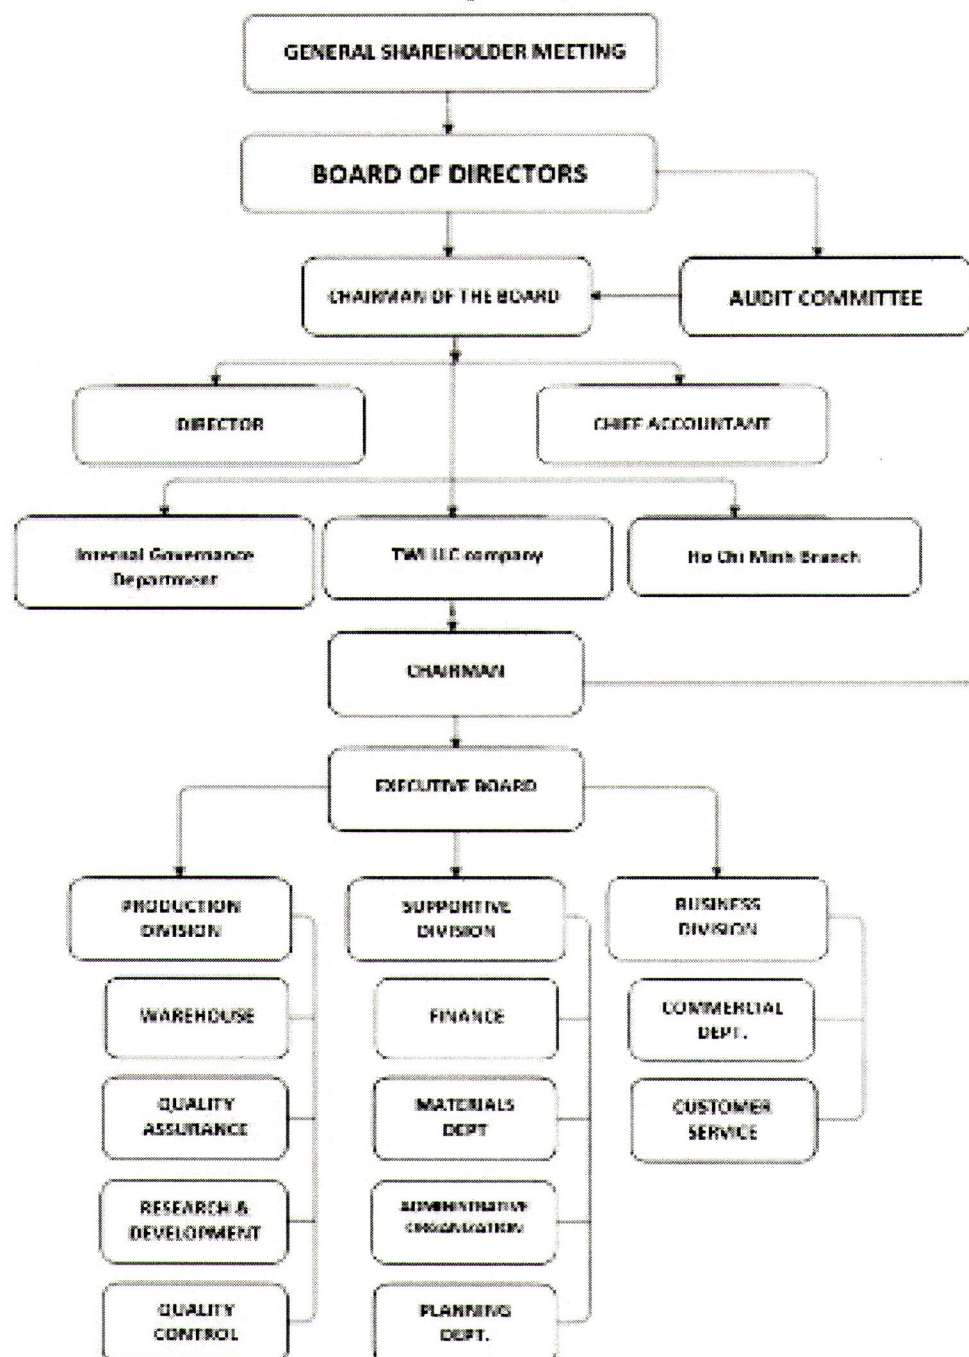 GENERAL SHAREHOLDER MEETING
BOARD OF DIRECTORS
CHAIRMAN OF THE BOARD
AUDIT COMMITTEE
DIRECTOR
CHIEF ACCOUNTANT
Internal Governance
Department
TWI LLC company
Ho Chi Minh Branch
CHAIRMAN
EXECUTIVE BOARD
PRODUCTION
DIVISION
SUPPORTIVE
DIVISION
BUSINESS
DIVISION
WAREHOUSE
FINANCE
COMMERCIAL
DEPT.
QUALITY
ASSURANCE
MATERIALS
DEPT
CUSTOMER
SERVICE
RESEARCH &
DEVELOPMENT
ADMINISTRATIVE
ORGANIZATION
QUALITY
CONTROL
PLANNING
DEPT.